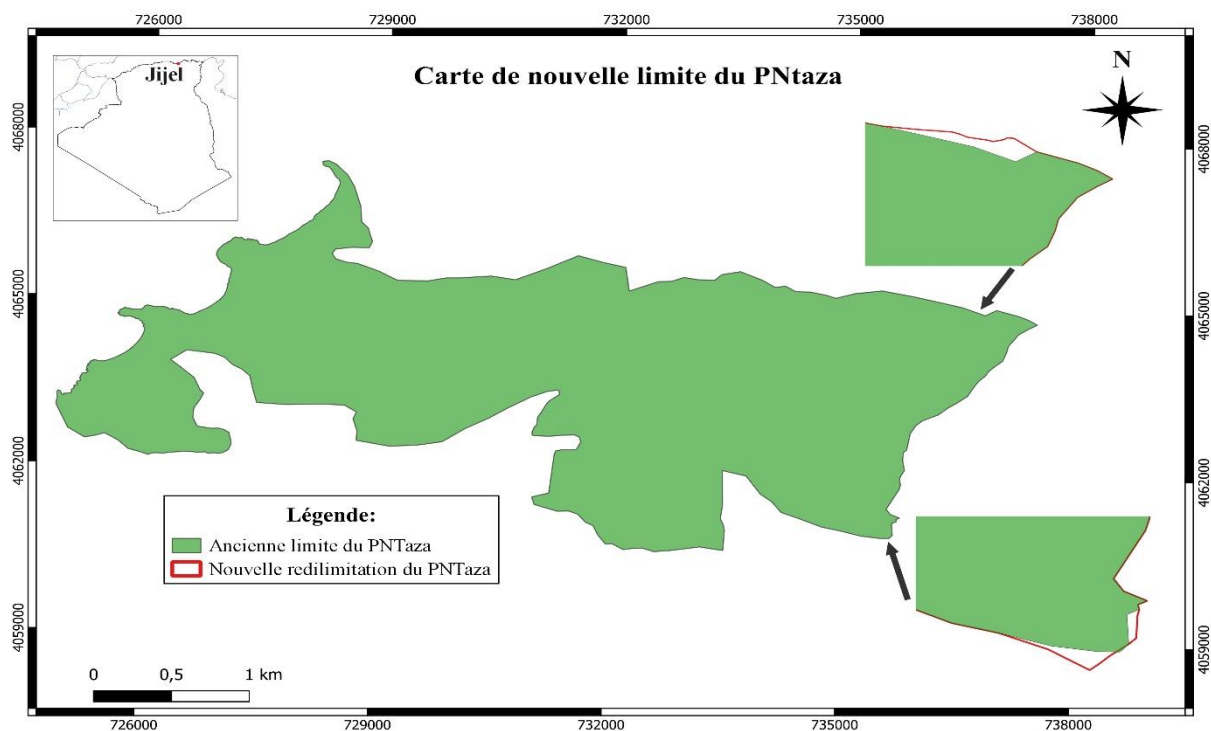 726000 729000 732000 735000 738000
Jijel
Carte de nouvelle limite du PNtaza
N
4068000
4068000
4065000
4065000
4062000
4062000
Légende:
Ancienne limite du PNTaza
Nouvelle redilimitation du PNTaza
4059000
4059000
0 0,5 1 km
726000 729000 732000 735000 738000